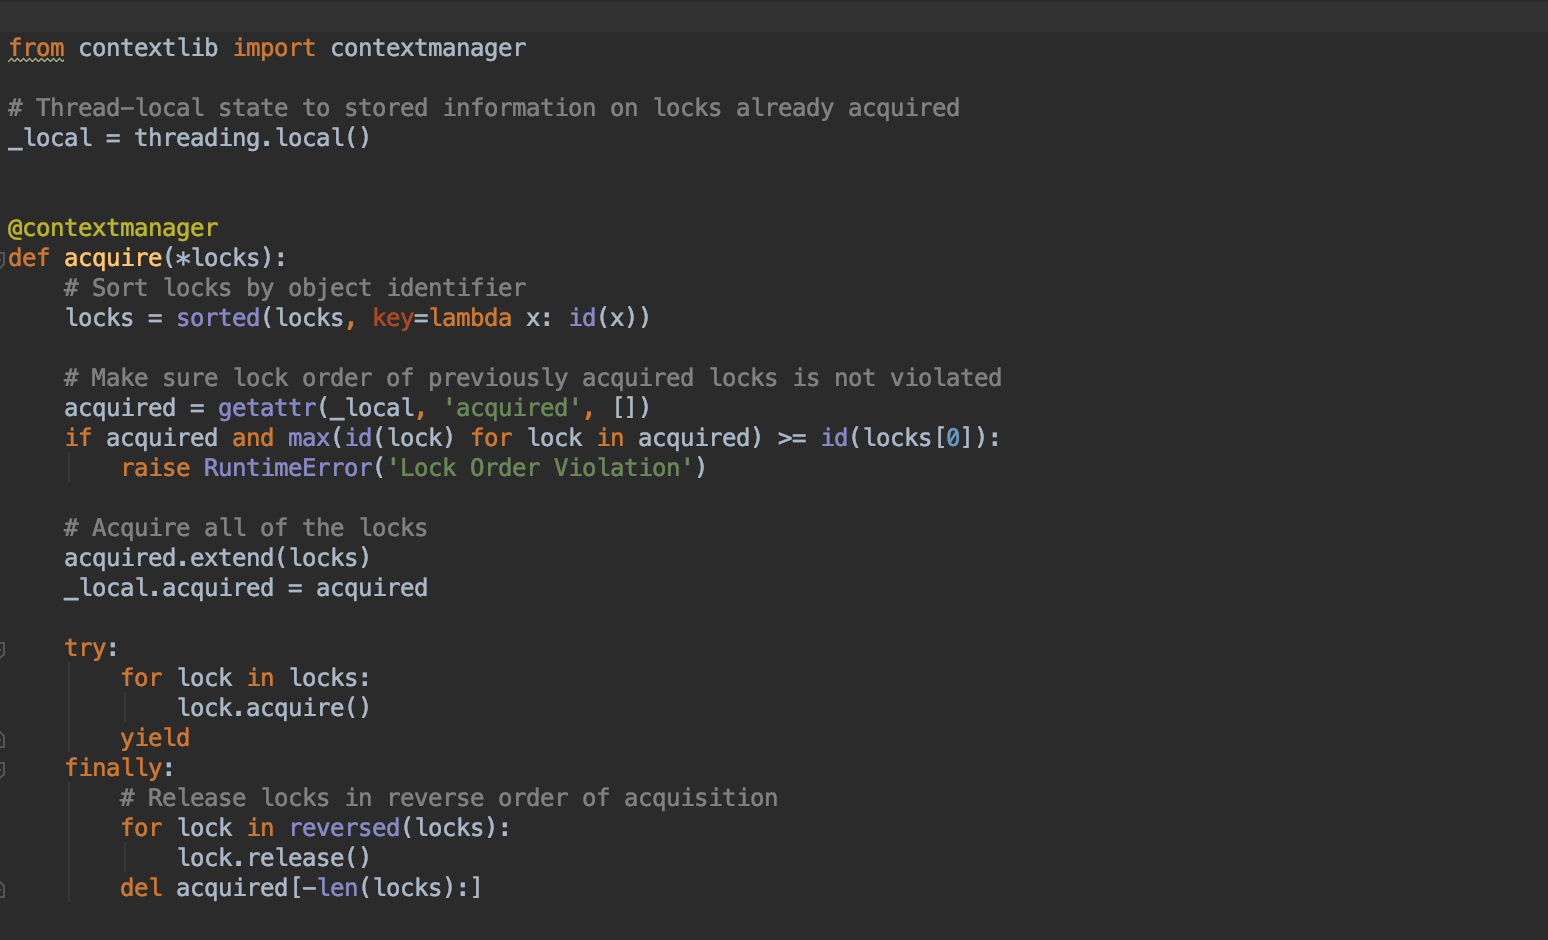 from contextlib import contextmanager
# Thread-local state to stored information on locks already acquired
_local = threading.local()
@contextmanager
def acquire(*locks):
    # Sort locks by object identifier
    locks = sorted(locks, key=lambda x: id(x))
    # Make sure lock order of previously acquired locks is not violated
    acquired = getattr(_local, 'acquired', [])
    if acquired and max(id(lock) for lock in acquired) >= id(locks[0]):
        raise RuntimeError('Lock Order Violation')
    # Acquire all of the locks
    acquired.extend(locks)
    _local.acquired = acquired
    try:
        for lock in locks:
            lock.acquire()
        yield
    finally:
        # Release locks in reverse order of acquisition
        for lock in reversed(locks):
            lock.release()
        del acquired[-len(locks):]